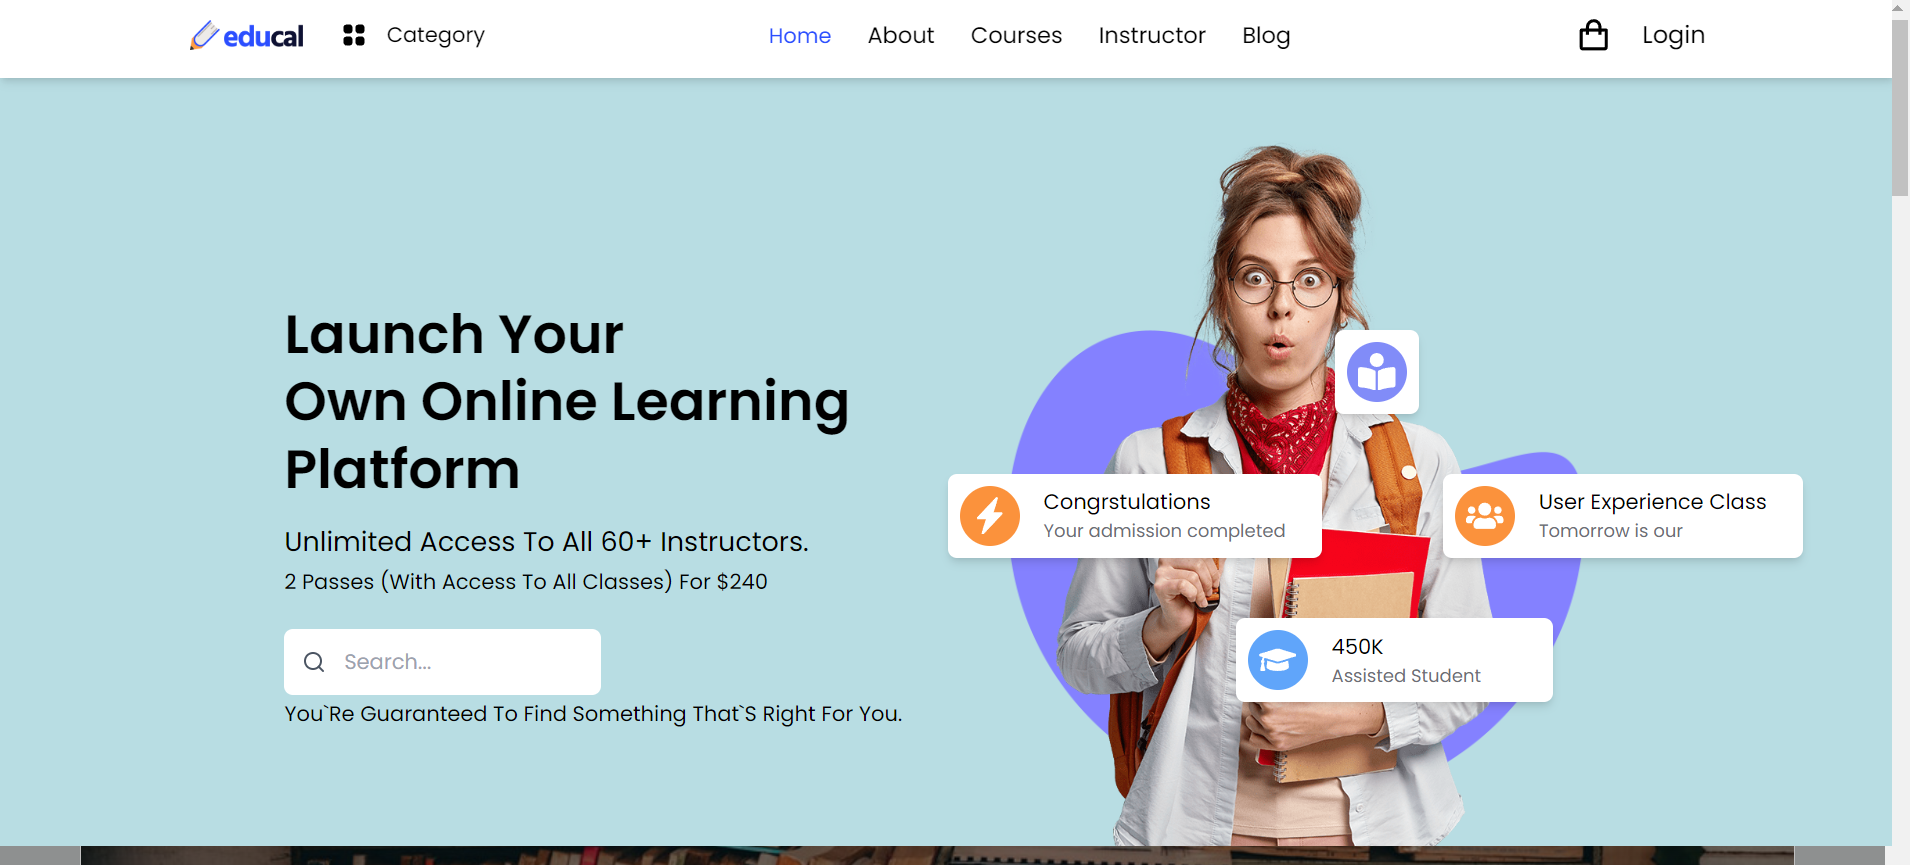 educal
Category
Home
About
Courses
Instructor
Blog
Login
Launch Your
Own Online Learning
Platform
Unlimited Access To All 60+ Instructors.
2 Passes (With Access To All Classes) For $240
Search...
You`Re Guaranteed To Find Something That`S Right For You.
Congrstulations
Your admission completed
User Experience Class
Tomorrow is our
450K
Assisted Student